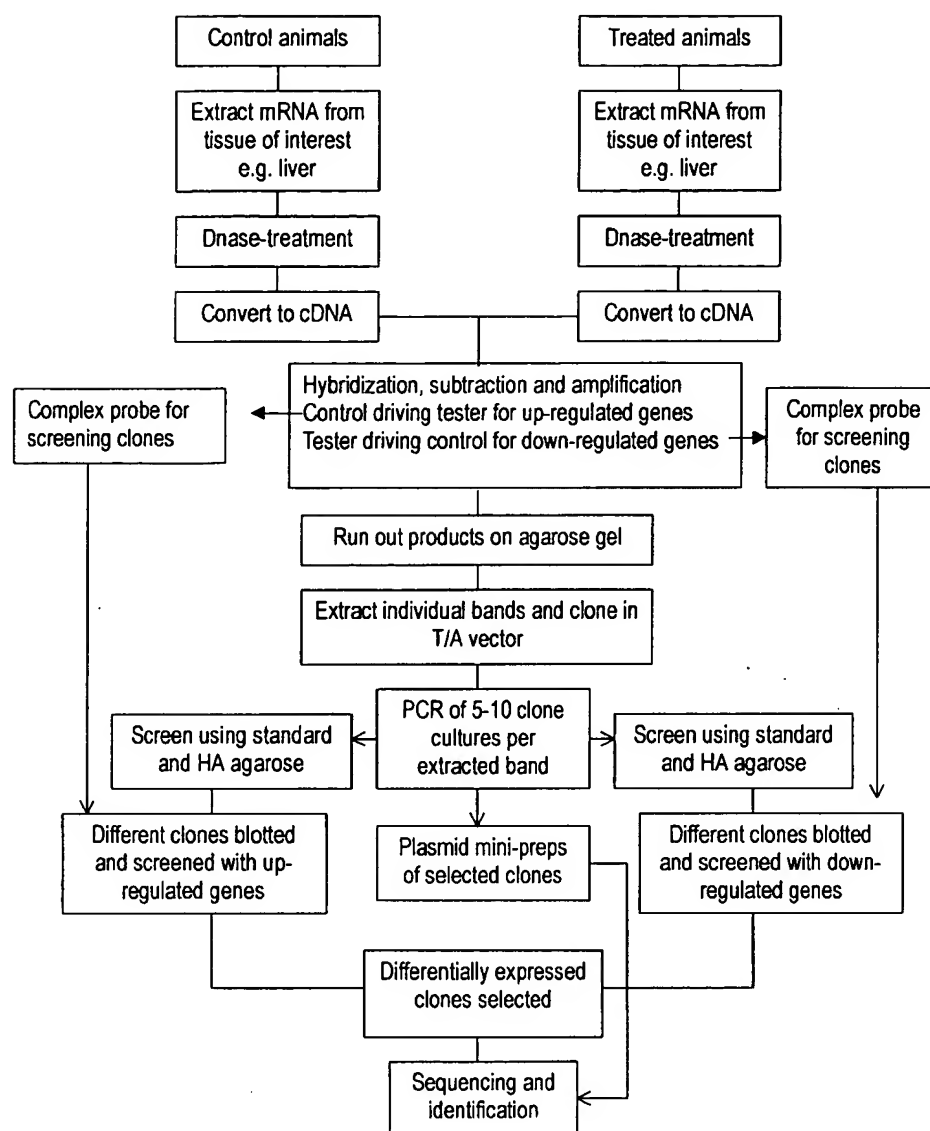 Control animals
Treated animals
Extract mRNA from
tissue of interest
e.g. liver
Extract mRNA from
tissue of interest
e.g. liver
Dnase-treatment
Dnase-treatment
Convert to cDNA
Convert to cDNA
Complex probe for
screening clones
Hybridization, subtraction and amplification
Control driving tester for up-regulated genes
Tester driving control for down-regulated genes
Complex probe
for screening
clones
Run out products on agarose gel
Extract individual bands and clone in
T/A vector
Screen using standard
and HA agarose
PCR of 5-10 clone
cultures per
extracted band
Screen using standard
and HA agarose
Different clones blotted
and screened with up-
regulated genes
Plasmid mini-preps
of selected clones
Different clones blotted
and screened with down-
regulated genes
Differentially expressed
clones selected
Sequencing and
identification